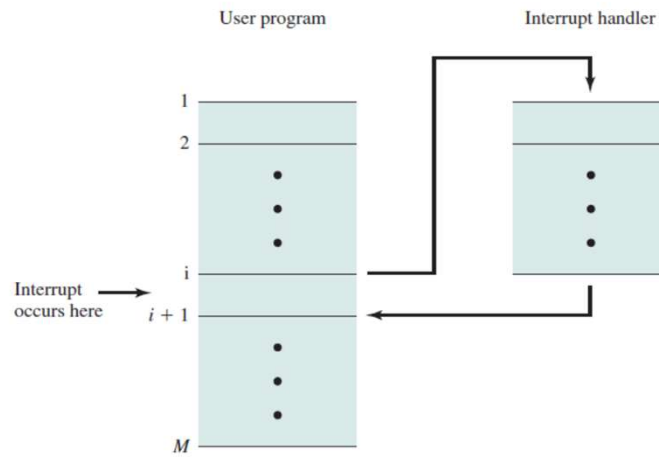 User program
Interrupt handler
1
2
i
Interrupt
occurs here
i + 1
M